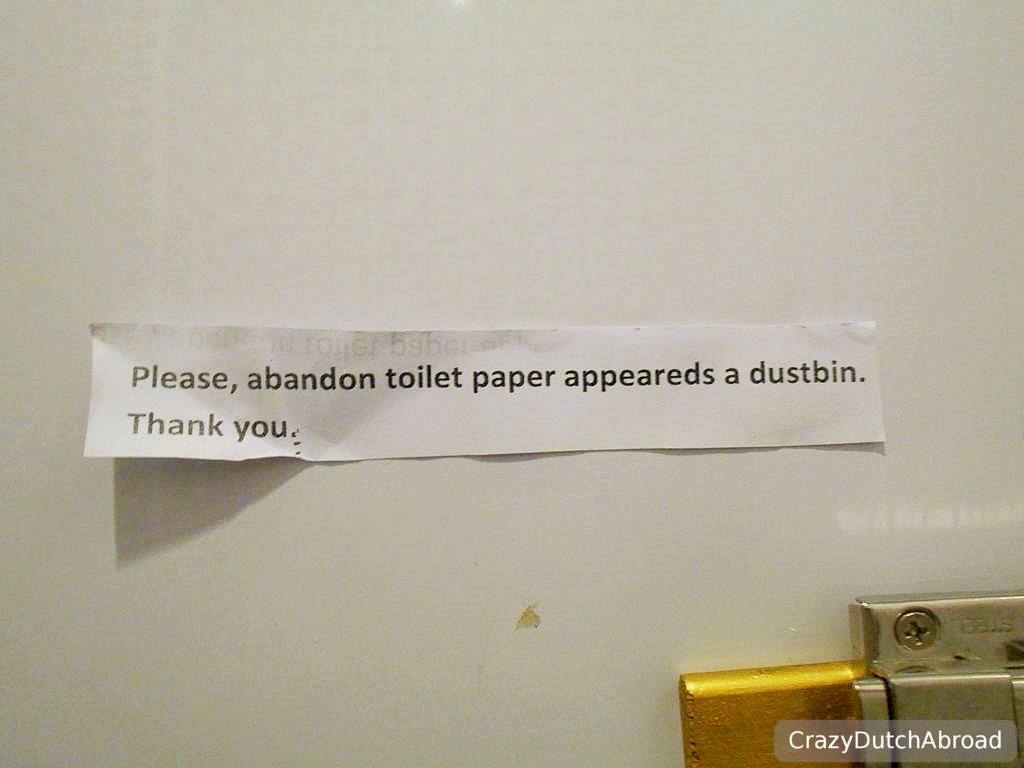 Please, abandon toilet paper appeareds a dustbin.
Thank you.
CrazyDutchAbroad